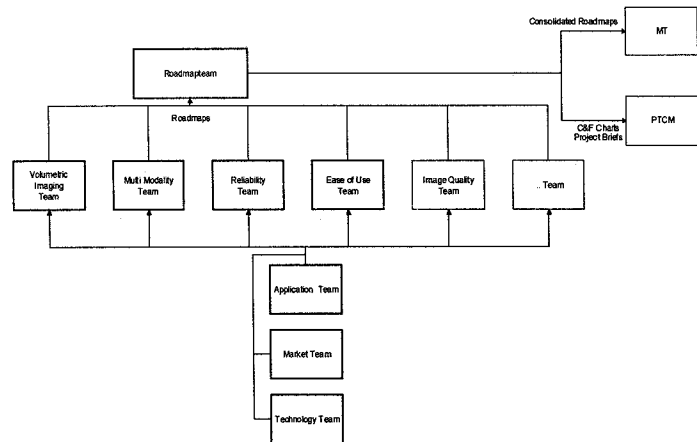 Consolidated Roadmaps
MT
Roadmapteam
Roadmaps
C&F Charts
Project Briefs
PTCM
Volumetric
Imaging
Team
Multi Modality
Team
Reliability
Team
Ease of Use
Team
Image Quality
Team
.. Team
Application Team
Market Team
Technology Team